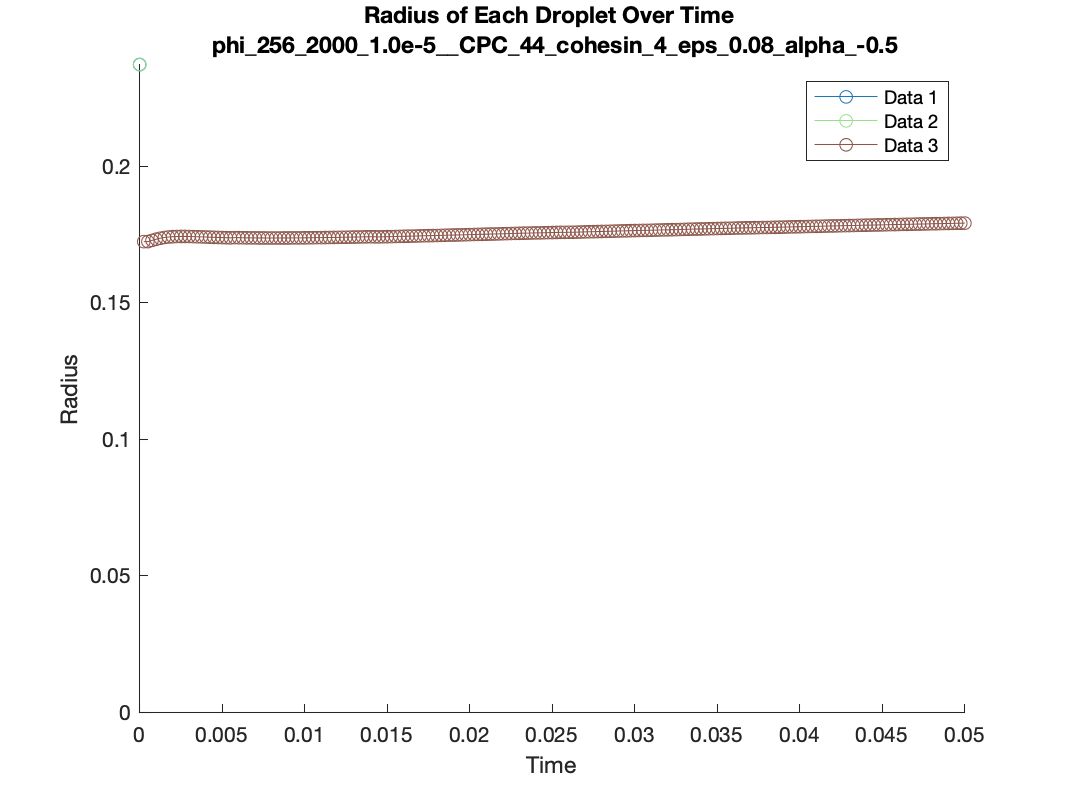 Radius of Each Droplet Over Time
phi_256_2000_1.0e-5__CPC_44_cohesin_4_eps_0.08_alpha_-0.5
Data 1
Data 2
Data 3
0.2
0.15
0.1
0.05
0
Radius
0 0.005 0.01 0.015 0.02 0.025 0.03 0.035 0.04 0.045 0.05
Time